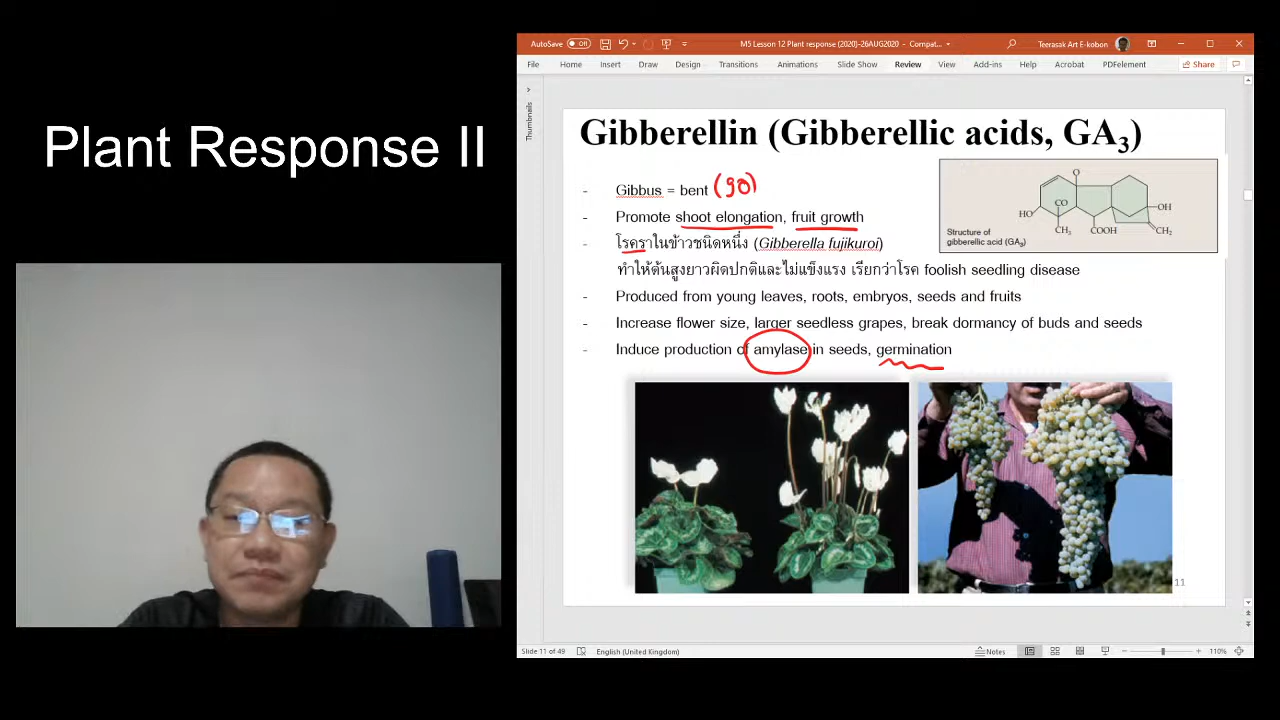 Plant Response II
AutoSave Off
M5 Lesson 12 Plant response (2020)-26AUG2020 - Compat...
Teerasak Art E-kobon
File Home Insert Draw Design Transitions Animations Slide Show Review View Add-ins Help Acrobat PDFelement Share
Thumbnails
Gibberellin (Gibberellic acids, GA3)
- Gibbus = bent (งอ)
- Promote shoot elongation, fruit growth
- โรคราในข้าวชนิดหนึ่ง (Gibberella fujikuroi)
ทำให้ต้นสูงยาวผิดปกติและไม่แข็งแรง เรียกว่าโรค foolish seedling disease
- Produced from young leaves, roots, embryos, seeds and fruits
- Increase flower size, larger seedless grapes, break dormancy of buds and seeds
- Induce production of amylase in seeds, germination
O
CO
HO
OH
CH3
COOH
CH2
Structure of
gibberellic acid (GA3)
11
Slide 11 of 49
English (United Kingdom)
Notes
110%